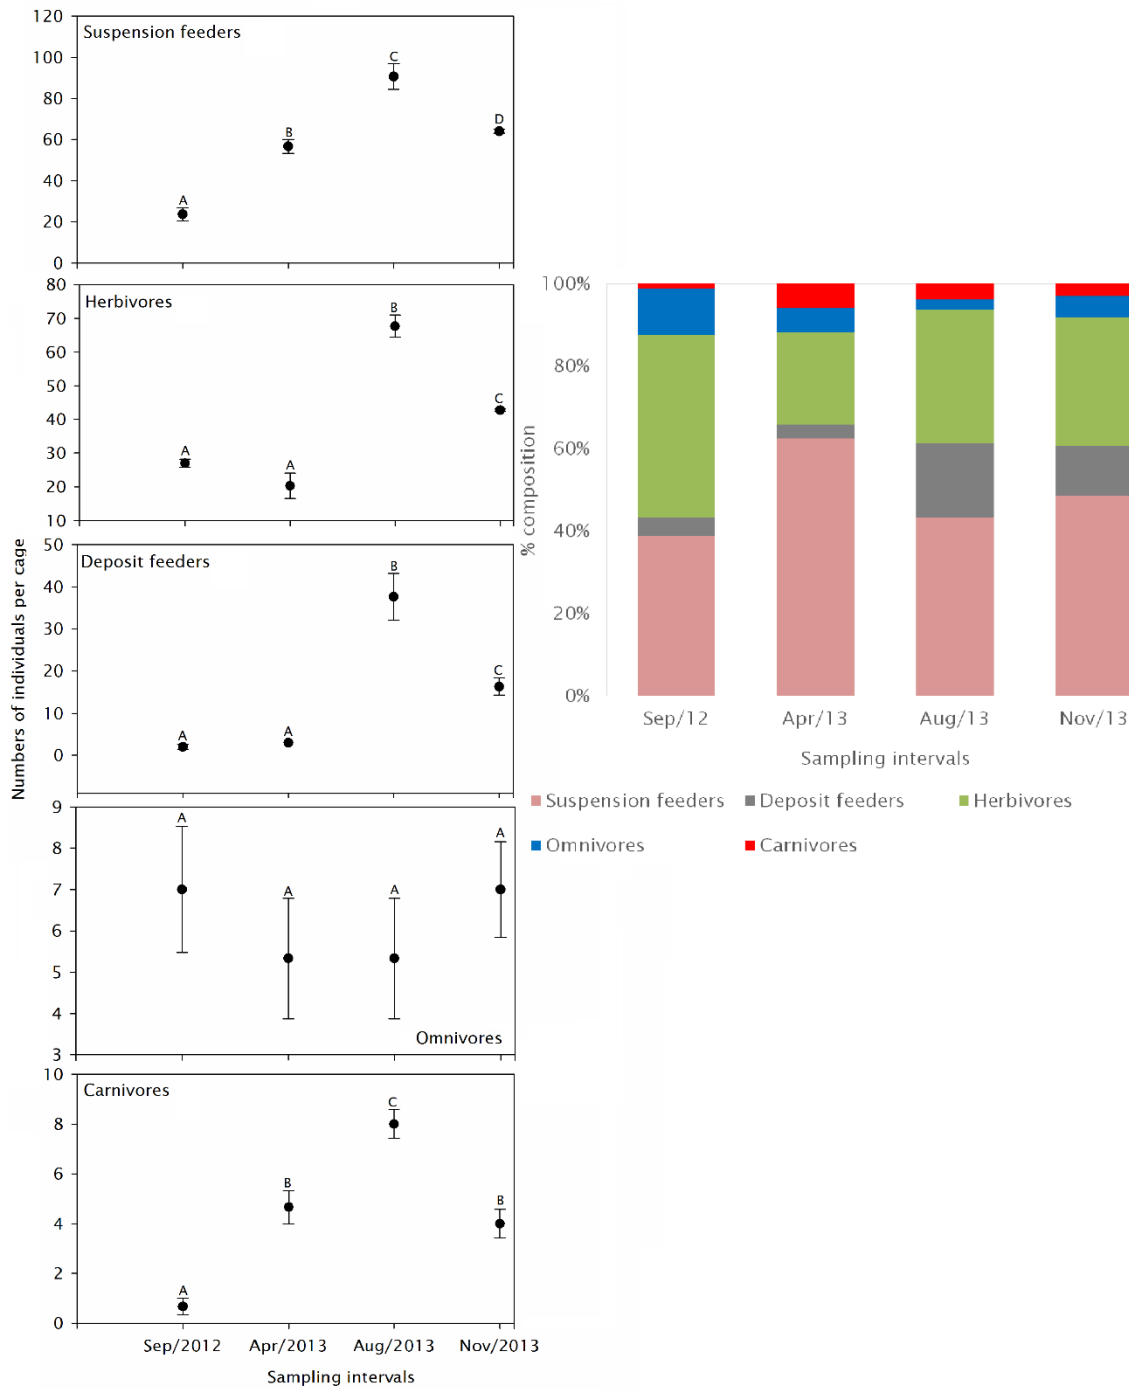 Numbers of individuals per cage
Suspension feeders
120
100
80
60
40
20
0
A
B
C
D
Herbivores
80
70
60
50
40
30
20
10
A
A
B
C
Deposit feeders
50
40
30
20
10
0
A
A
B
C
9
8
7
6
5
4
3
A
A
A
A
Omnivores
Carnivores
10
8
6
4
2
0
A
B
C
B
Sep/2012 Apr/2013 Aug/2013 Nov/2013
Sampling intervals
% composition
100%
80%
60%
40%
20%
0%
Sep/12 Apr/13 Aug/13 Nov/13
Sampling intervals
Suspension feeders Deposit feeders Herbivores
Omnivores Carnivores